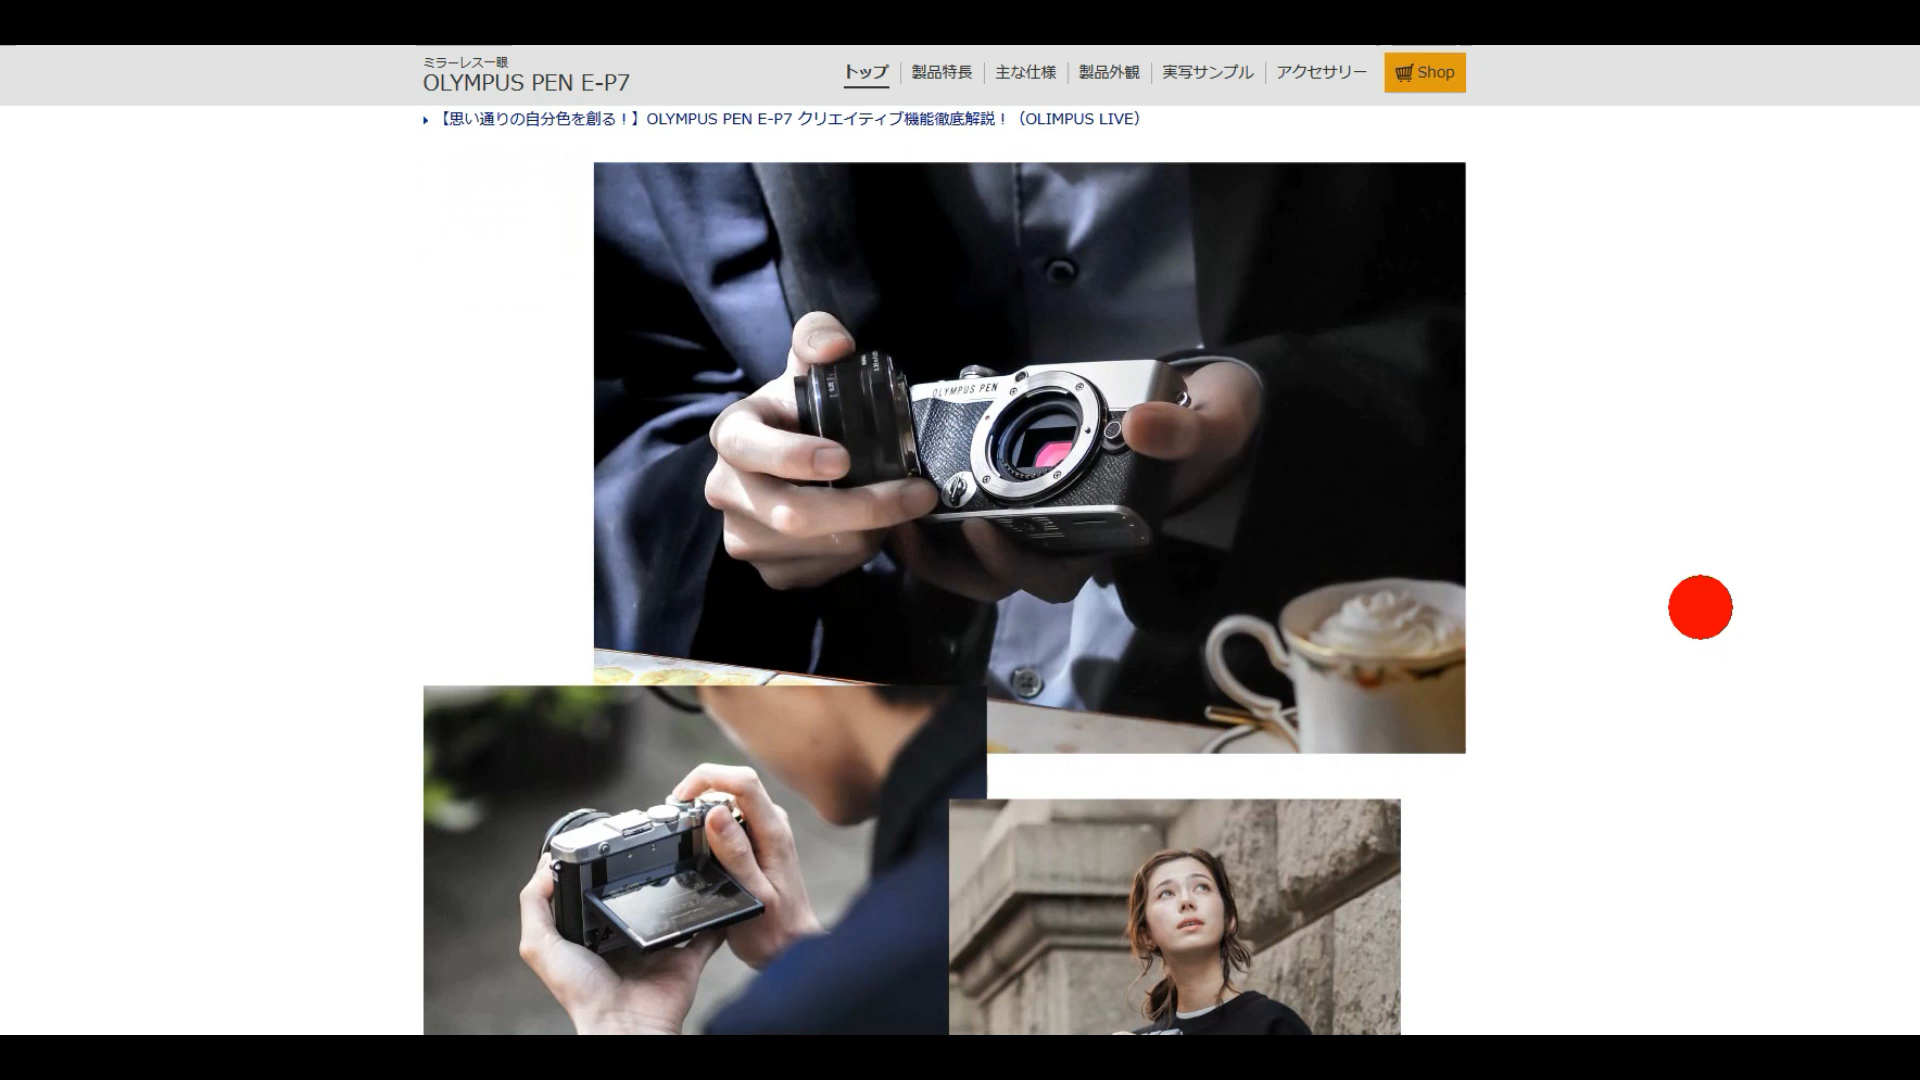 ミラーレス一眼
OLYMPUS PEN E-P7
トップ
製品特長
主な仕様
製品外観
実写サンプル
アクセサリー
Shop
【思い通りの自分色を創る！】OLYMPUS PEN E-P7 クリエイティブ機能徹底解説！（OLIMPUS LIVE）
OLYMPUS PEN